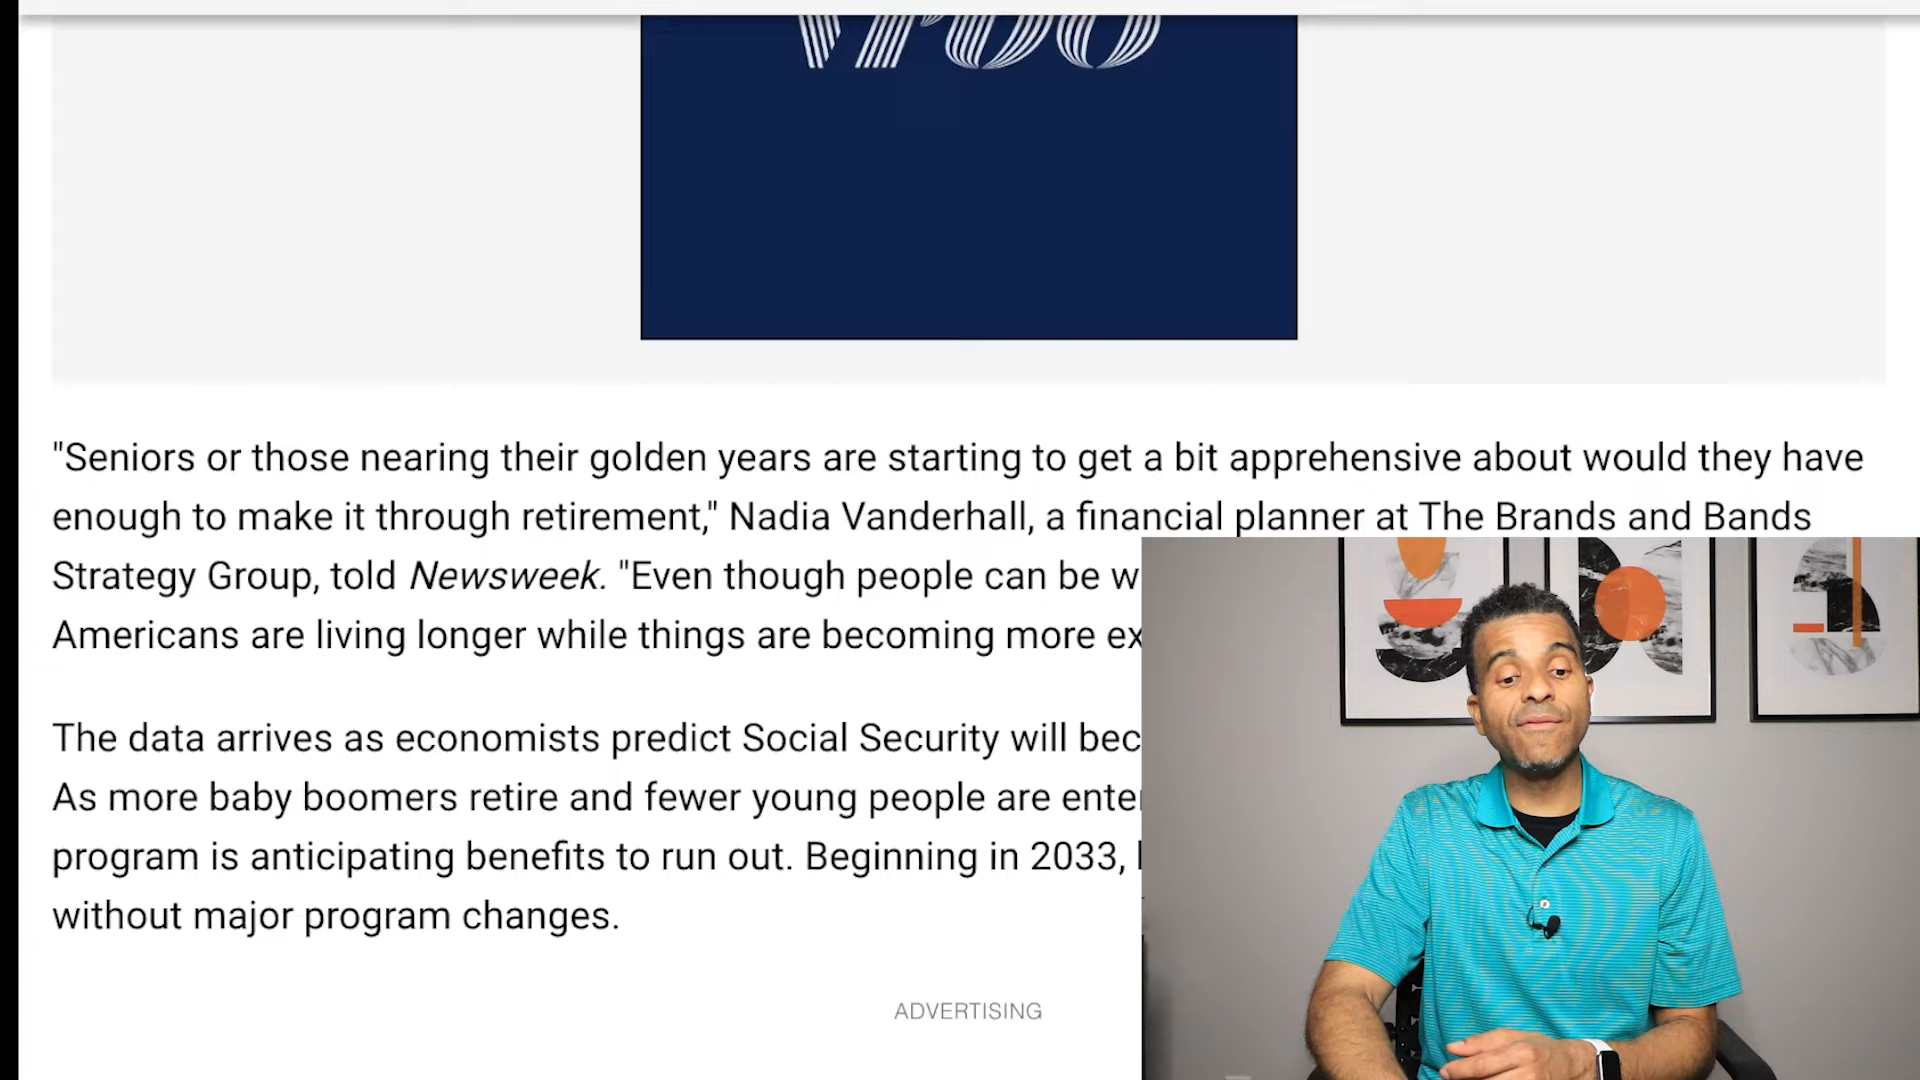 "Seniors or those nearing their golden years are starting to get a bit apprehensive about would they have
enough to make it through retirement," Nadia Vanderhall, a financial planner at The Brands and Bands
Strategy Group, told Newsweek. "Even though people can be
Americans are living longer while things are becoming more
The data arrives as economists predict Social Security will
As more baby boomers retire and fewer young people are
program is anticipating benefits to run out. Beginning in 2033,
without major program changes.
ADVERTISING